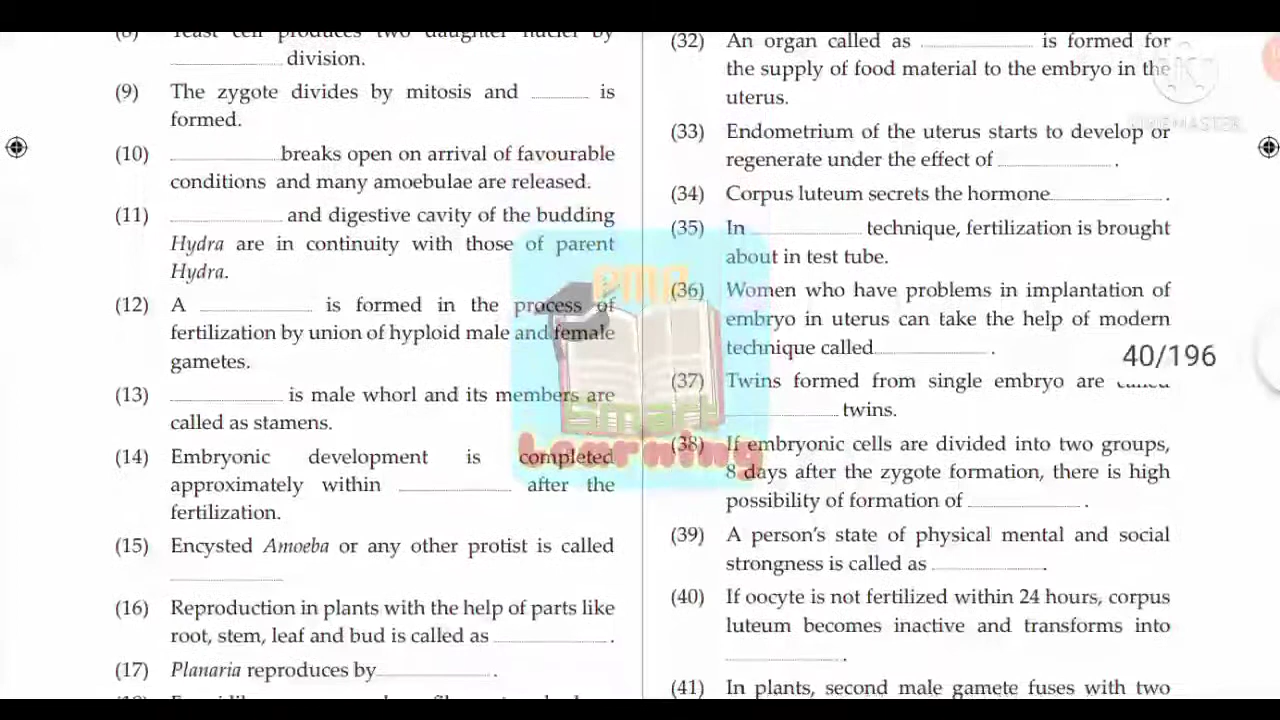 (8) Yeast cell produces two daughter nuclei by
............... division.
(9) The zygote divides by mitosis and ........ is
formed.
(10) ............... breaks open on arrival of favourable
conditions and many amoebulae are released.
(11) ............... and digestive cavity of the budding
Hydra are in continuity with those of parent
Hydra.
(12) A ............... is formed in the process of
fertilization by union of hyploid male and female
gametes.
(13) ............... is male whorl and its members are
called as stamens.
(14) Embryonic development is completed
approximately within ............... after the
fertilization.
(15) Encysted Amoeba or any other protist is called
...............
(16) Reproduction in plants with the help of parts like
root, stem, leaf and bud is called as ............... .
(17) Planaria reproduces by............... .
(32) An organ called as ............... is formed for
the supply of food material to the embryo in the
uterus.
(33) Endometrium of the uterus starts to develop or
regenerate under the effect of ............... .
(34) Corpus luteum secrets the hormone............... .
(35) In ............... technique, fertilization is brought
about in test tube.
(36) Women who have problems in implantation of
embryo in uterus can take the help of modern
technique called............... .
(37) Twins formed from single embryo are called
............... twins.
(38) If embryonic cells are divided into two groups,
8 days after the zygote formation, there is high
possibility of formation of ............... .
(39) A person's state of physical mental and social
strongness is called as ............... .
(40) If oocyte is not fertilized within 24 hours, corpus
luteum becomes inactive and transforms into
............... .
(41) In plants, second male gamete fuses with two
40/196
KINEMASTER
Smart
Learning